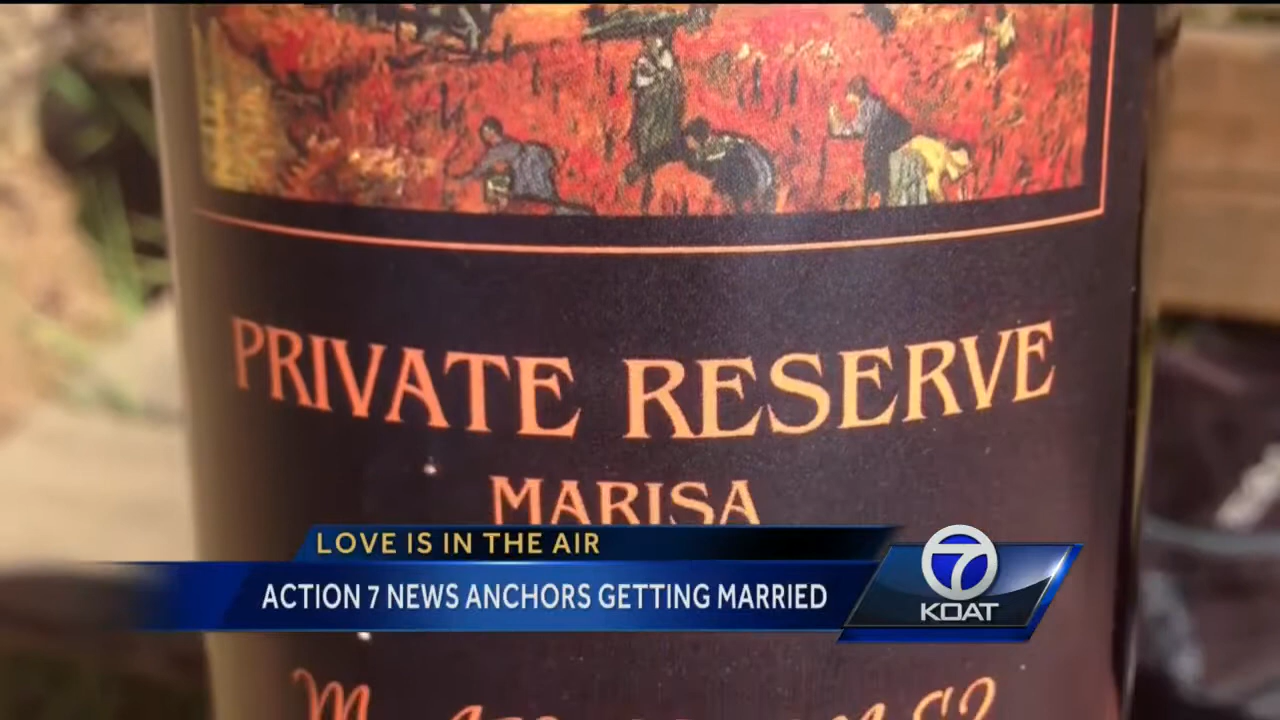 PRIVATE RESERVE
MARISA
LOVE IS IN THE AIR
ACTION 7 NEWS ANCHORS GETTING MARRIED
7
KOAT